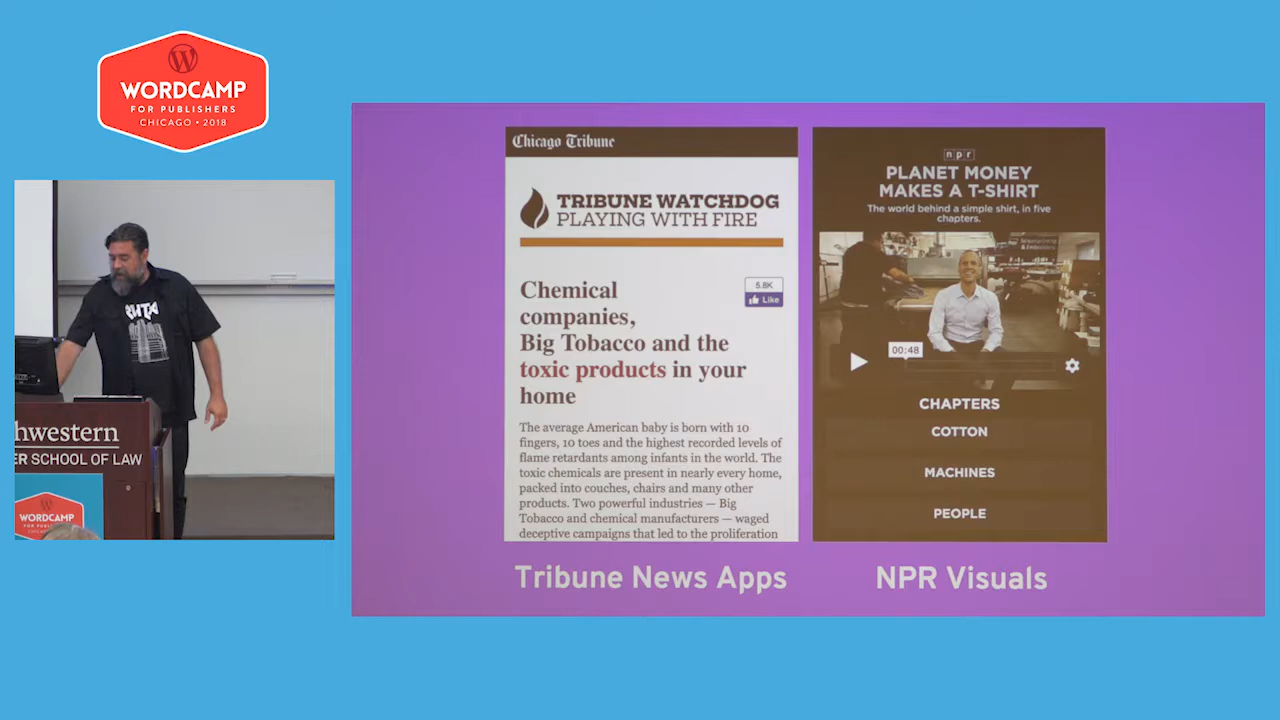 WORDCAMP
FOR PUBLISHERS
CHICAGO • 2018
hwestern
ER SCHOOL OF LAW
WORDCAMP
FOR PUBLISHERS
Chicago Tribune
TRIBUNE WATCHDOG
PLAYING WITH FIRE
Chemical
companies,
Big Tobacco and the
toxic products in your
home
5.8K
Like
The average American baby is born with 10
fingers, 10 toes and the highest recorded levels of
flame retardants among infants in the world. The
toxic chemicals are present in nearly every home,
packed into couches, chairs and many other
products. Two powerful industries — Big
Tobacco and chemical manufacturers — waged
deceptive campaigns that led to the proliferation
Tribune News Apps
npr
PLANET MONEY
MAKES A T-SHIRT
The world behind a simple shirt, in five
chapters.
00:48
CHAPTERS
COTTON
MACHINES
PEOPLE
NPR Visuals